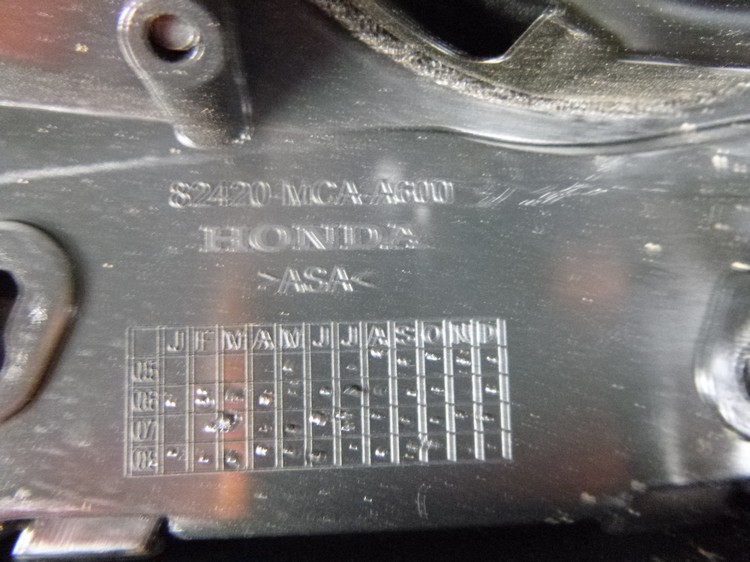 82420-MCA-A600
HONDA
>ASA<
J F M A M J J A S O N D
05
06
07
08